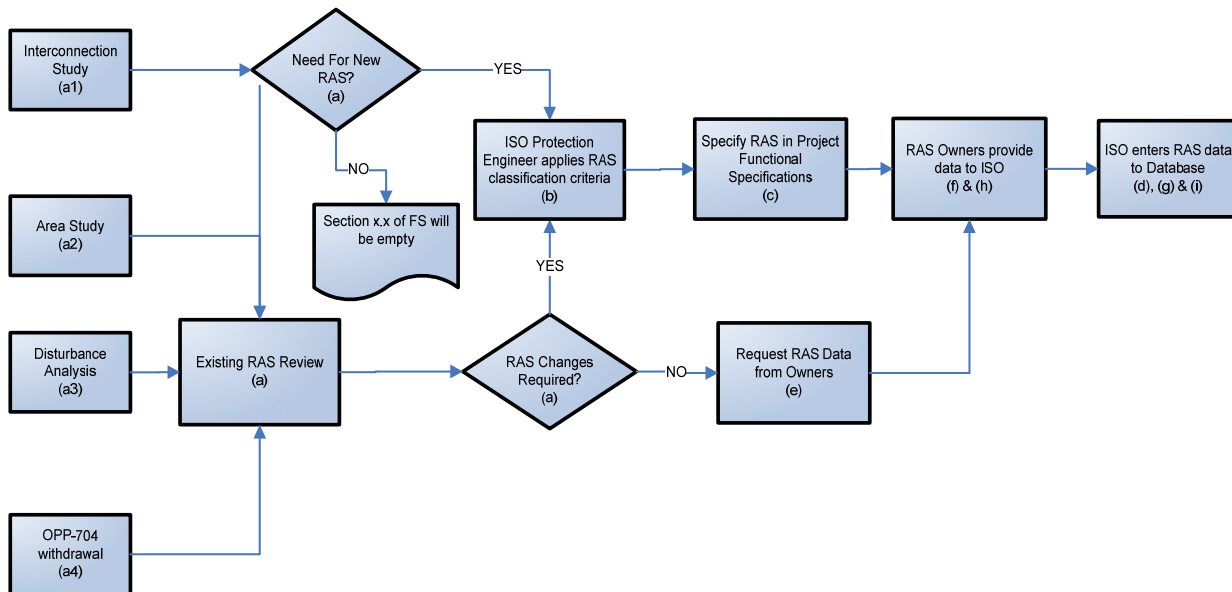 Interconnection
Study
(a1)
Need For New
RAS?
(a)
YES
NO
Section x.x of FS will
be empty
ISO Protection
Engineer applies RAS
classification criteria
(b)
Specify RAS in Project
Functional
Specifications
(c)
RAS Owners provide
data to ISO
(f) & (h)
ISO enters RAS data
to Database
(d), (g) & (i)
Area Study
(a2)
YES
Disturbance
Analysis
(a3)
Existing RAS Review
(a)
RAS Changes
Required?
(a)
NO
Request RAS Data
from Owners
(e)
OPP-704
withdrawal
(a4)